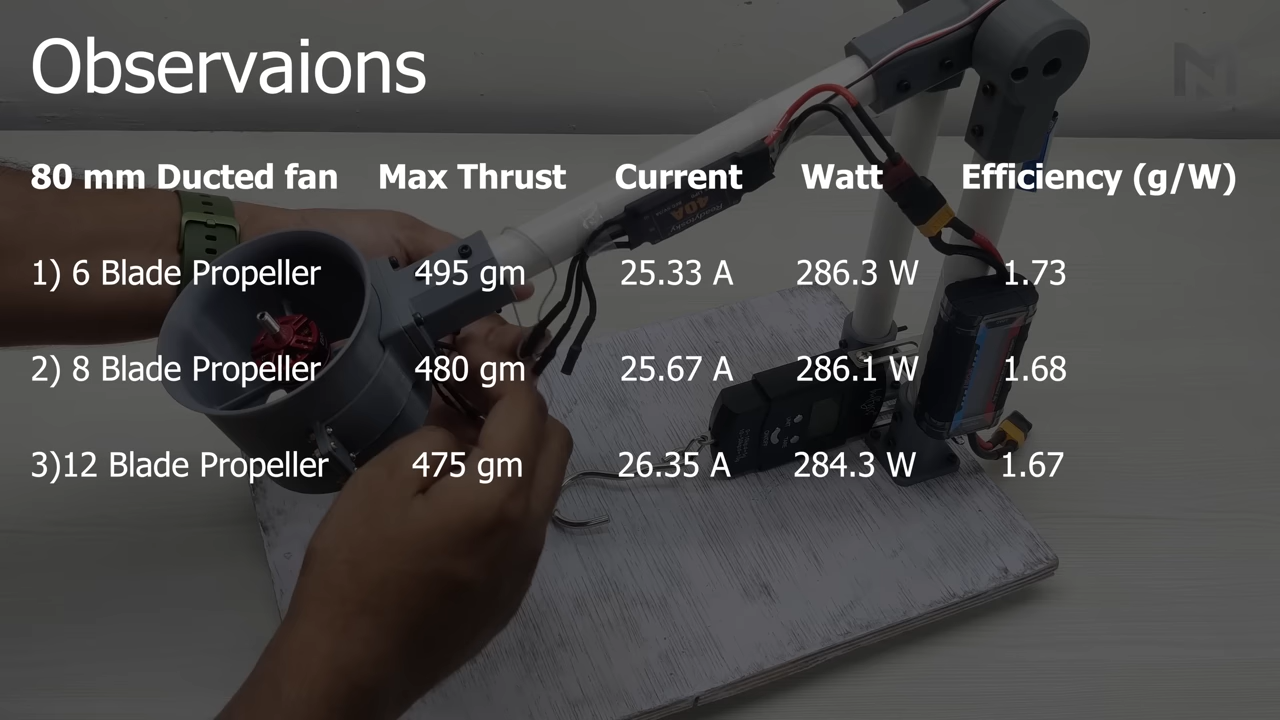 Observaions
80 mm Ducted fan Max Thrust Current Watt Efficiency (g/W)
1) 6 Blade Propeller 495 gm 25.33 A 286.3 W 1.73
2) 8 Blade Propeller 480 gm 25.67 A 286.1 W 1.68
3)12 Blade Propeller 475 gm 26.35 A 284.3 W 1.67
40A